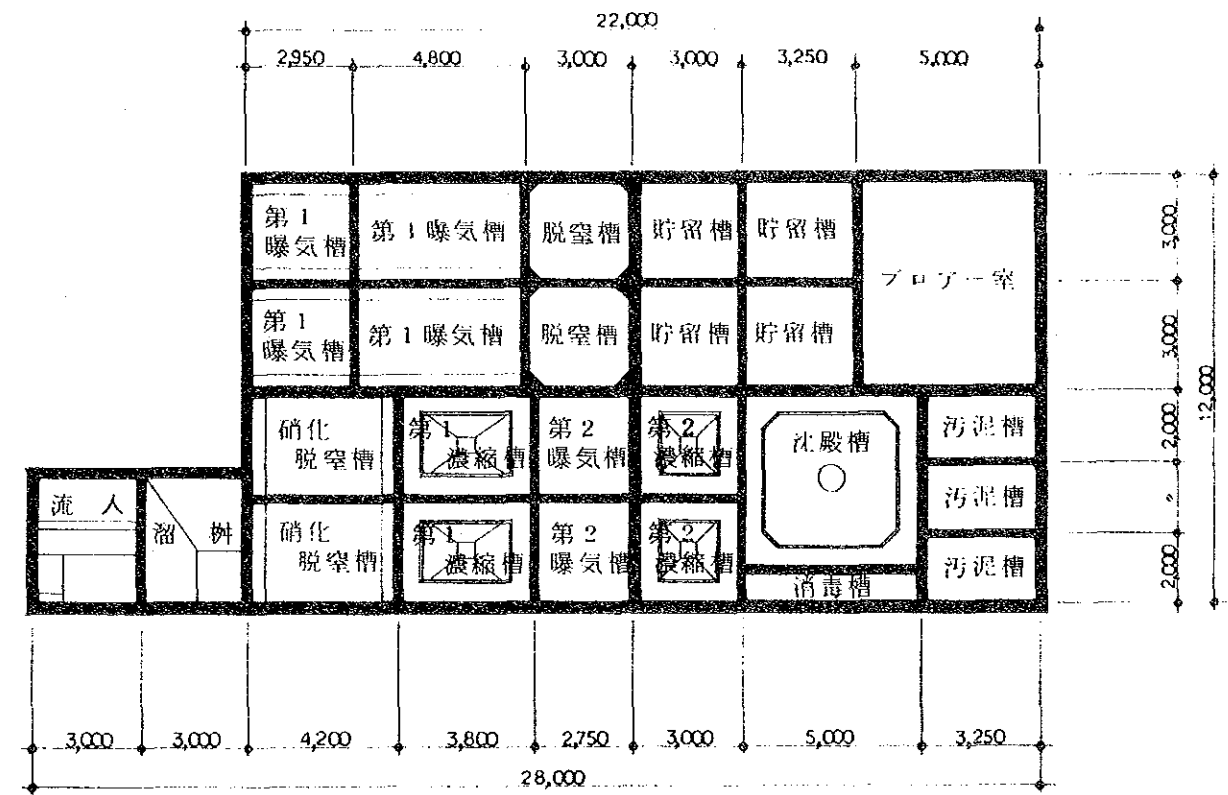 22,000
2,950 4,800 3,000 3,000 3,250 5,000
第1
曝気槽
第1曝気槽
脱窒槽
貯留槽
貯留槽
ブロアー室
3,000
第1
曝気槽
第1曝気槽
脱窒槽
貯留槽
貯留槽
3,000
12,000
硝化
脱窒槽
第1
濃縮槽
第2
曝気槽
第2
濃縮槽
沈殿槽
汚泥槽
2,000
流入
溜桝
汚泥槽
〃
硝化
脱窒槽
第1
濃縮槽
第2
曝気槽
第2
濃縮槽
消毒槽
汚泥槽
2,000
3,000 3,000 4,200 3,800 2,750 3,000 5,000 3,250
28,000